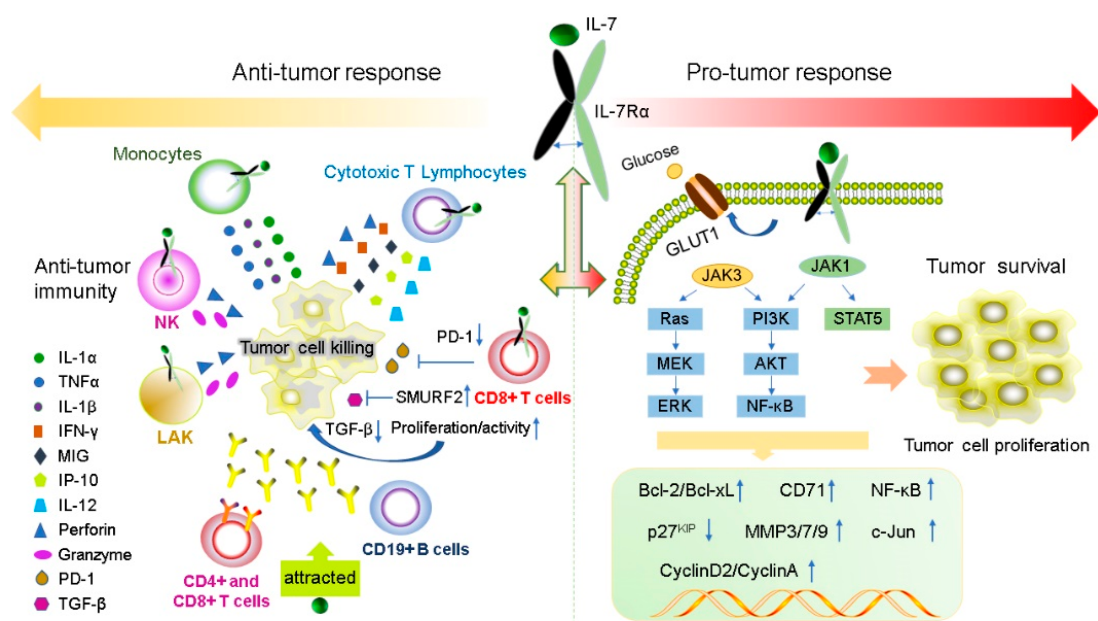 IL-7
Anti-tumor response
Pro-tumor response
IL-7Rα
Monocytes
Cytotoxic T Lymphocytes
Glucose
GLUT1
Anti-tumor
immunity
NK
JAK3
JAK1
Tumor survival
Ras
PI3K
STAT5
PD-1
Tumor cell killing
MEK
AKT
IL-1α
TNFα
IL-1β
IFN-γ
MIG
IP-10
IL-12
Perforin
Granzyme
PD-1
TGF-β
LAK
SMURF2
CD8+ T cells
ERK
NF-κB
TGF-β
Proliferation/activity
Tumor cell proliferation
CD19+ B cells
CD4+ and
CD8+ T cells
attracted
Bcl-2/Bcl-xL
CD71
NF-κB
p27KIP
MMP3/7/9
c-Jun
CyclinD2/CyclinA